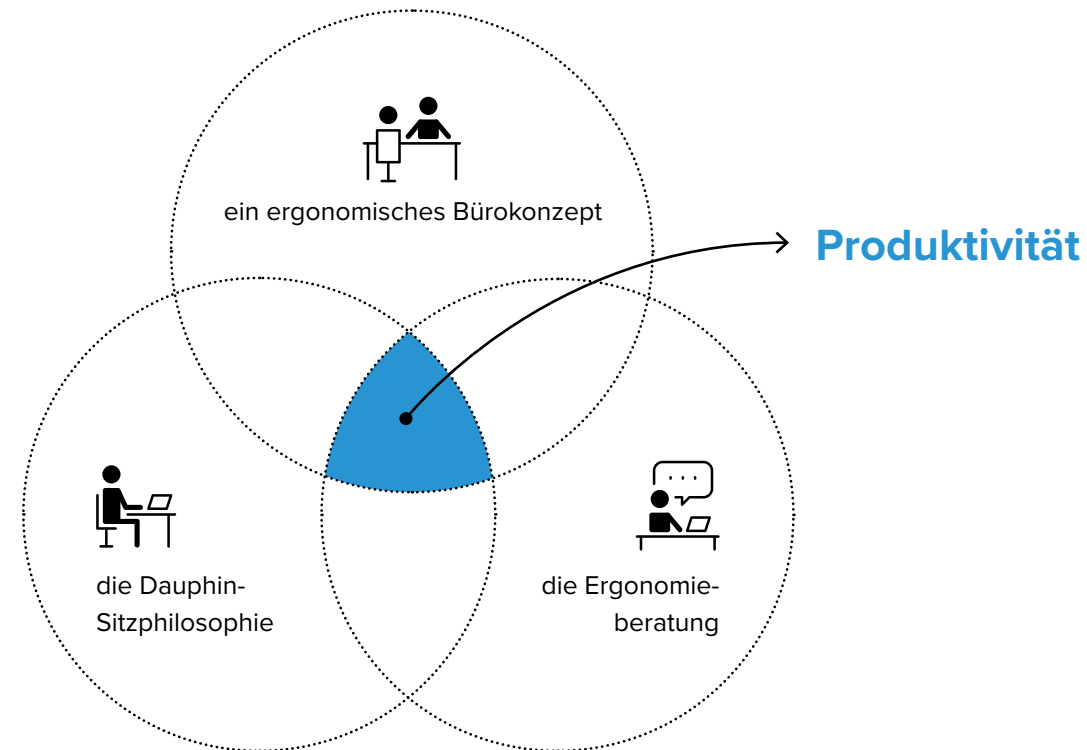 ein ergonomisches Bürokonzept
Produktivität
die Dauphin-
Sitzphilosophie
die Ergonomie-
beratung